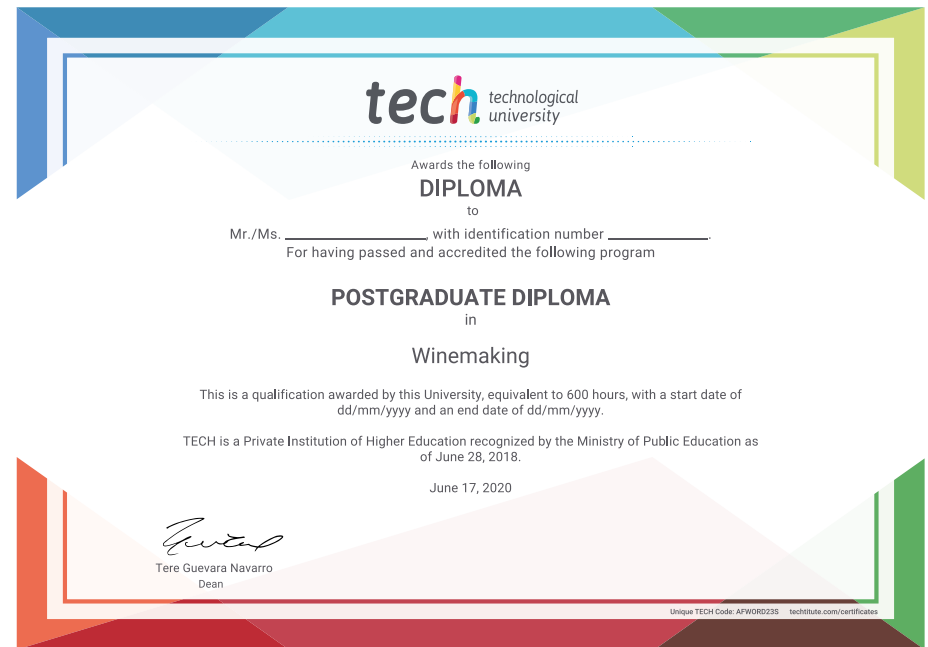 tech technological
university
Awards the following
DIPLOMA
to
Mr./Ms. ____________, with identification number ____________.
For having passed and accredited the following program
POSTGRADUATE DIPLOMA
in
Winemaking
This is a qualification awarded by this University, equivalent to 600 hours, with a start date of
dd/mm/yyyy and an end date of dd/mm/yyyy.
TECH is a Private Institution of Higher Education recognized by the Ministry of Public Education as
of June 28, 2018.
June 17, 2020
Tere Guevara Navarro
Dean
Unique TECH Code: AFWORD23S techtitute.com/certificates